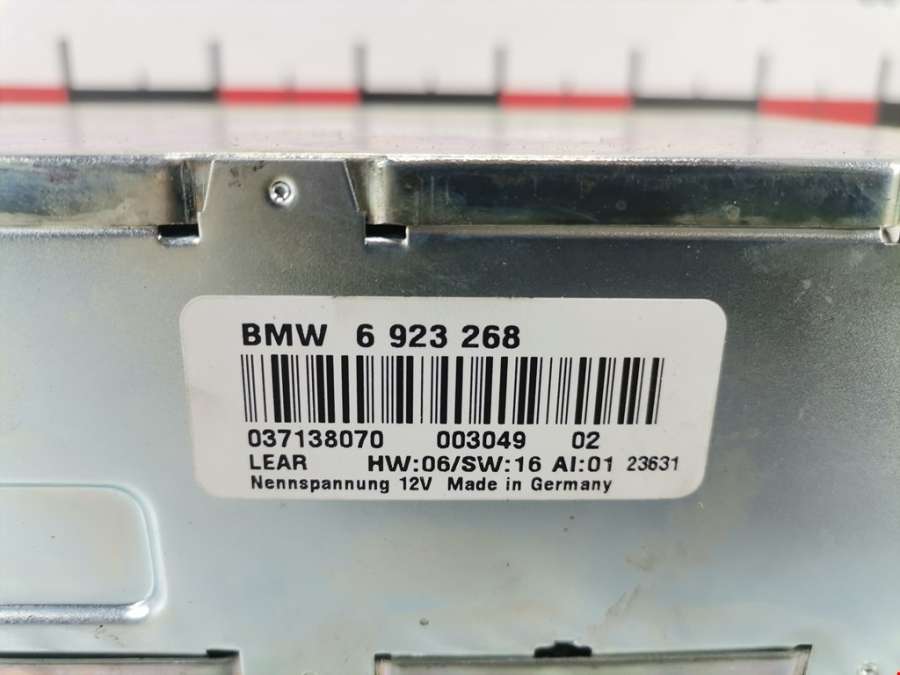 BMW 6 923 268
037138070 003049 02
LEAR HW:06/SW:16 AI:01 23631
Nennspannung 12V Made in Germany